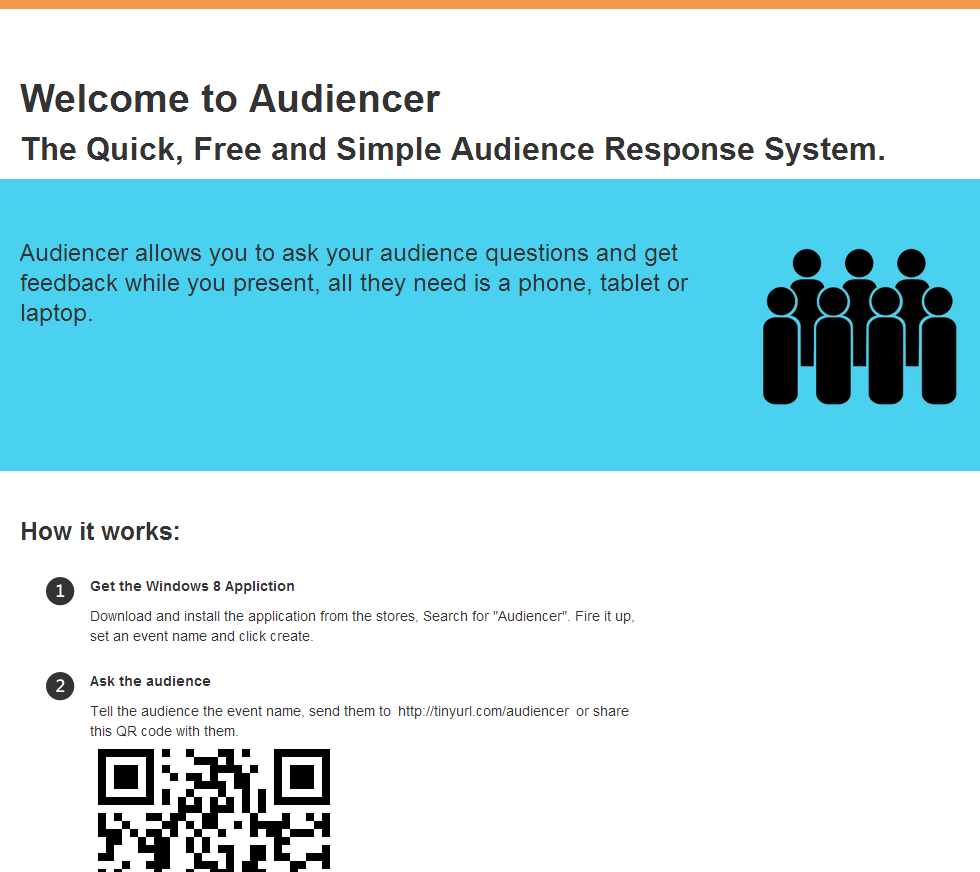 Welcome to Audiencer
The Quick, Free and Simple Audience Response System.
Audiencer allows you to ask your audience questions and get
feedback while you present, all they need is a phone, tablet or
laptop.
How it works:
1 Get the Windows 8 Appliction
Download and install the application from the stores, Search for "Audiencer". Fire it up,
set an event name and click create.
2 Ask the audience
Tell the audience the event name, send them to http://tinyurl.com/audiencer or share
this QR code with them.